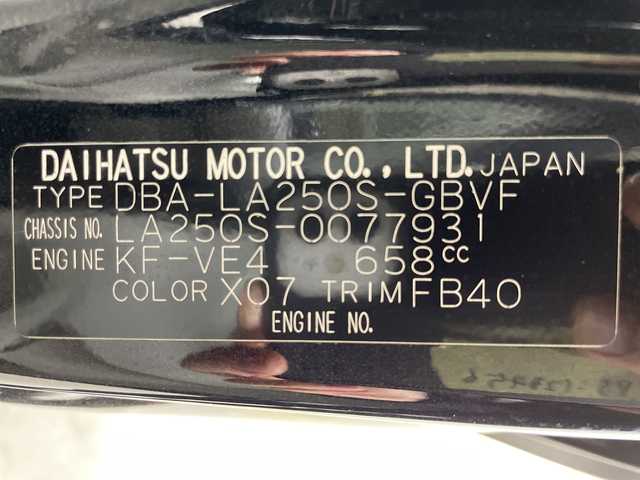 DAIHATSU MOTOR CO., LTD. JAPAN
TYPE DBA-LA250S-GBVF
CHASSIS NO. LA250S-0077931
ENGINE KF-VE4 658cc
COLOR X07 TRIM FB40
ENGINE NO.